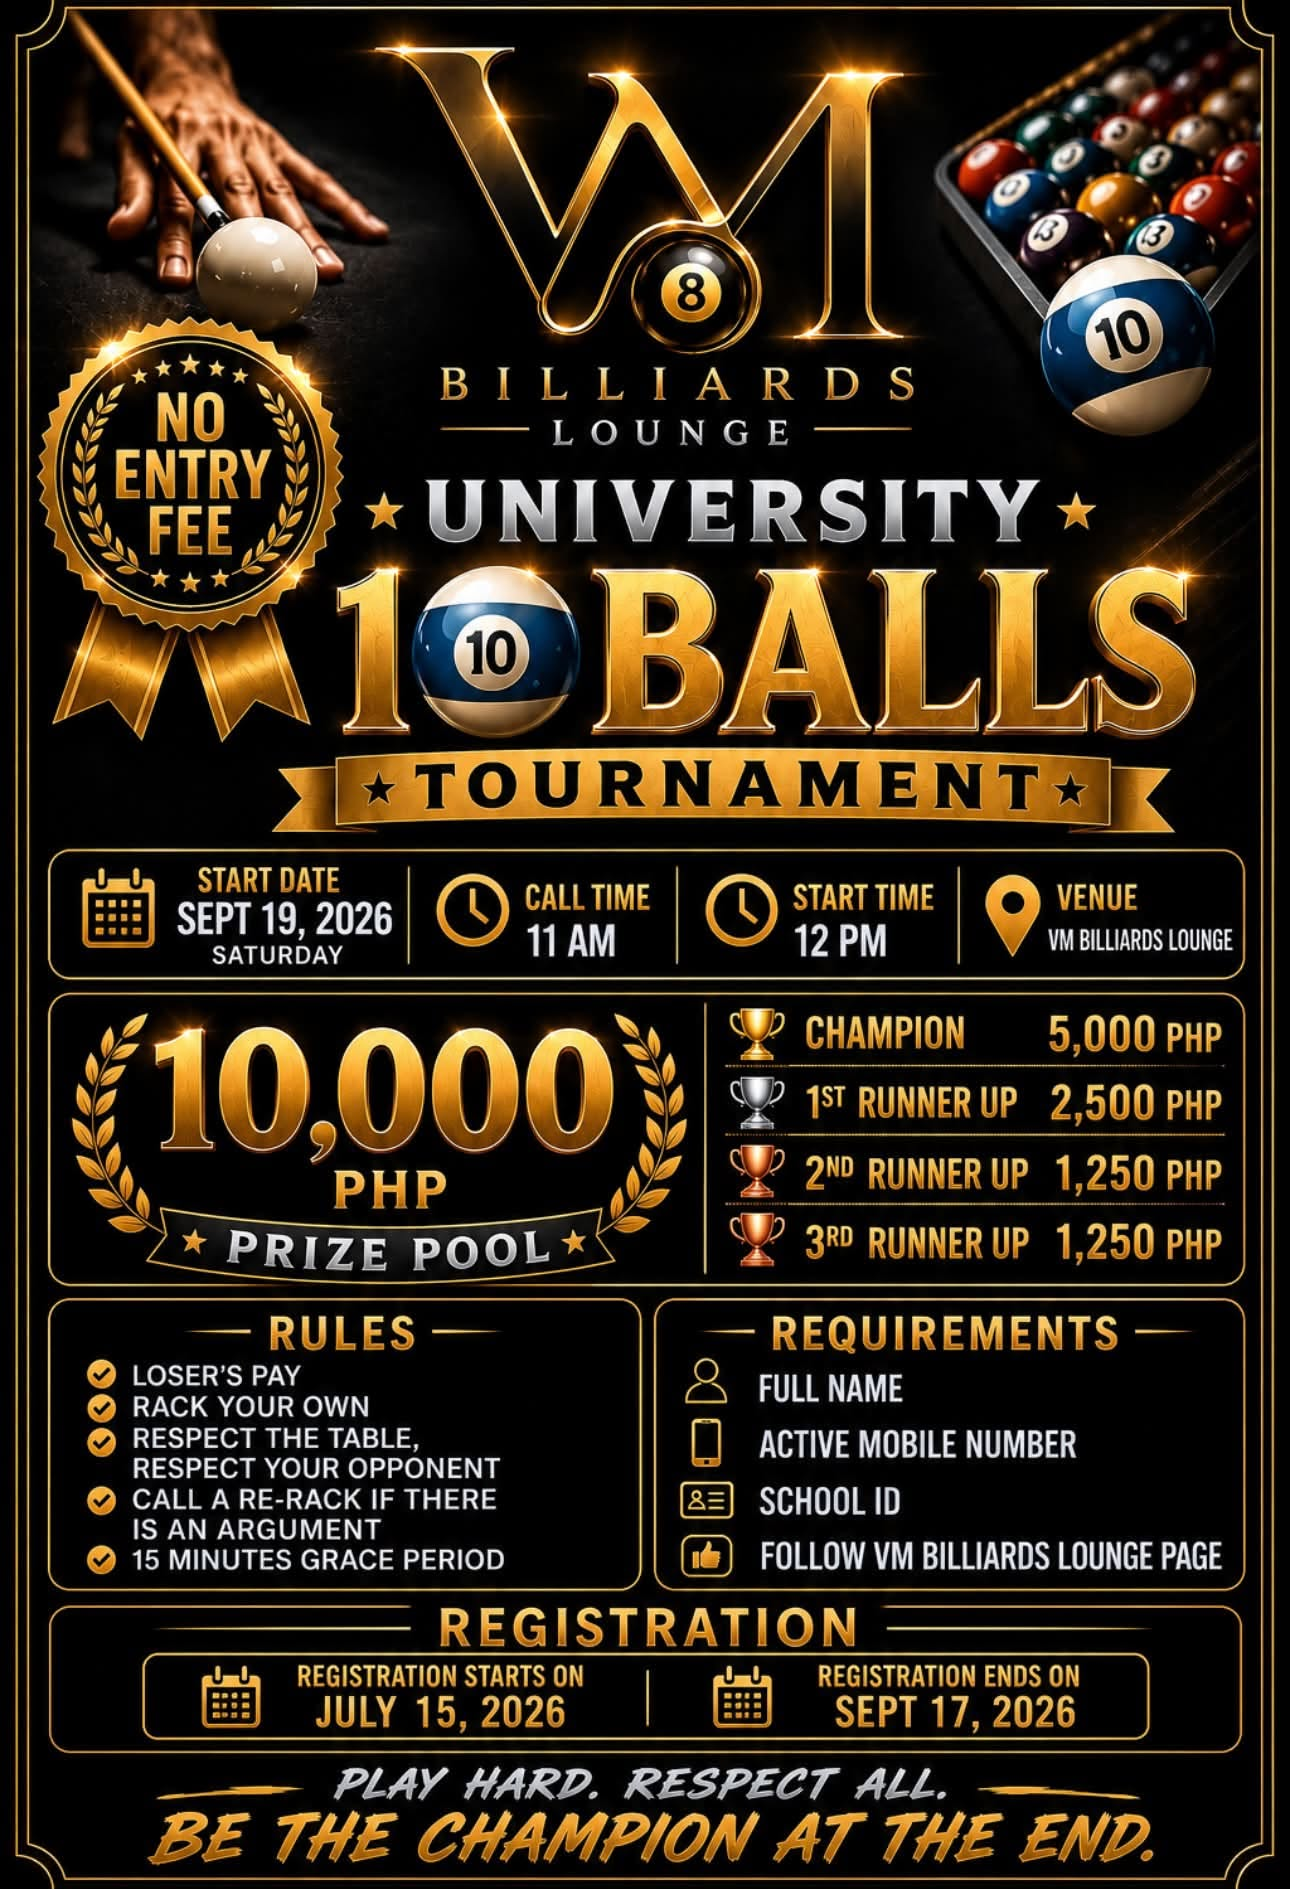 VM
8
BILLIARDS
LOUNGE
10
NO
ENTRY
FEE
UNIVERSITY
10 BALLS
TOURNAMENT
START DATE
SEPT 19, 2026
SATURDAY
CALL TIME
11 AM
START TIME
12 PM
VENUE
VM BILLIARDS LOUNGE
10,000
PHP
PRIZE POOL
CHAMPION 5,000 PHP
1ST RUNNER UP 2,500 PHP
2ND RUNNER UP 1,250 PHP
3RD RUNNER UP 1,250 PHP
RULES
LOSER'S PAY
RACK YOUR OWN
RESPECT THE TABLE,
RESPECT YOUR OPPONENT
CALL A RE-RACK IF THERE
IS AN ARGUMENT
15 MINUTES GRACE PERIOD
REQUIREMENTS
FULL NAME
ACTIVE MOBILE NUMBER
SCHOOL ID
FOLLOW VM BILLIARDS LOUNGE PAGE
REGISTRATION
REGISTRATION STARTS ON
JULY 15, 2026
REGISTRATION ENDS ON
SEPT 17, 2026
PLAY HARD. RESPECT ALL.
BE THE CHAMPION AT THE END.